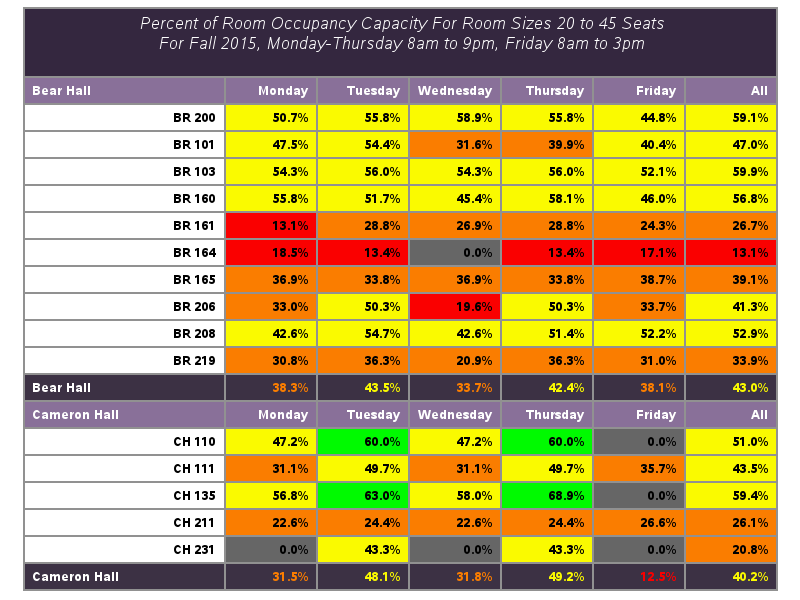 Percent of Room Occupancy Capacity For Room Sizes 20 to 45 Seats
For Fall 2015, Monday-Thursday 8am to 9pm, Friday 8am to 3pm
Bear Hall Monday Tuesday Wednesday Thursday Friday All
BR 200 50.7% 55.8% 58.9% 55.8% 44.8% 59.1%
BR 101 47.5% 54.4% 31.6% 39.9% 40.4% 47.0%
BR 103 54.3% 56.0% 54.3% 56.0% 52.1% 59.9%
BR 160 55.8% 51.7% 45.4% 58.1% 46.0% 56.8%
BR 161 13.1% 28.8% 26.9% 28.8% 24.3% 26.7%
BR 164 18.5% 13.4% 0.0% 13.4% 17.1% 13.1%
BR 165 36.9% 33.8% 36.9% 33.8% 38.7% 39.1%
BR 206 33.0% 50.3% 19.6% 50.3% 33.7% 41.3%
BR 208 42.6% 54.7% 42.6% 51.4% 52.2% 52.9%
BR 219 30.8% 36.3% 20.9% 36.3% 31.0% 33.9%
Bear Hall 38.3% 43.5% 33.7% 42.4% 38.1% 43.0%
Cameron Hall Monday Tuesday Wednesday Thursday Friday All
CH 110 47.2% 60.0% 47.2% 60.0% 0.0% 51.0%
CH 111 31.1% 49.7% 31.1% 49.7% 35.7% 43.5%
CH 135 56.8% 63.0% 58.0% 68.9% 0.0% 59.4%
CH 211 22.6% 24.4% 22.6% 24.4% 26.6% 26.1%
CH 231 0.0% 43.3% 0.0% 43.3% 0.0% 20.8%
Cameron Hall 31.5% 48.1% 31.8% 49.2% 12.5% 40.2%